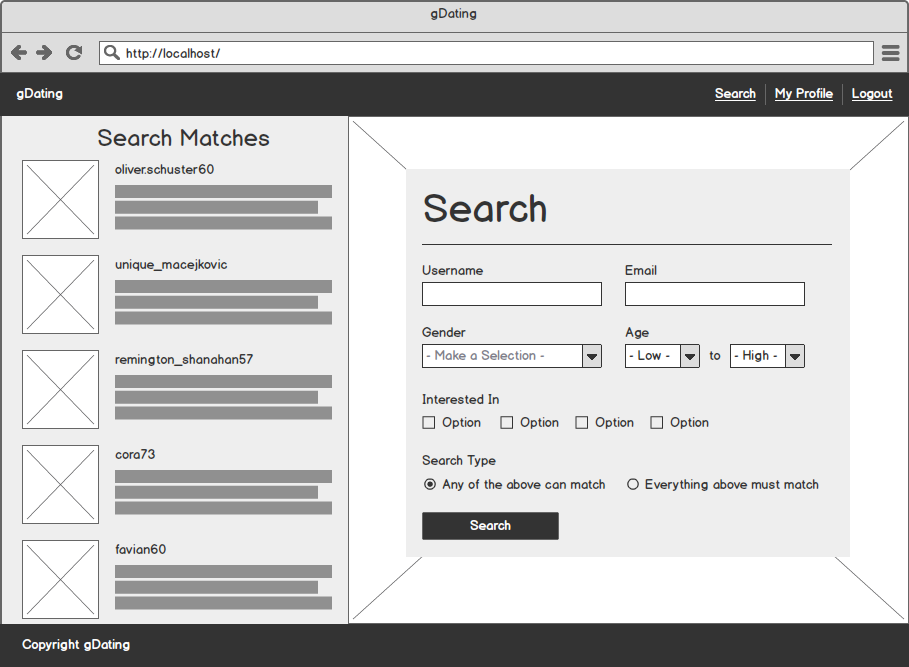 gDating
http://localhost/
gDating
Search My Profile Logout
Search Matches
oliver.schuster60
unique_macejkovic
remington_shanahan57
cora73
favian60
Search
Username Email
Gender Age
- Make a Selection - - Low - to - High -
Interested In
Option Option Option Option
Search Type
Any of the above can match Everything above must match
Search
Copyright gDating